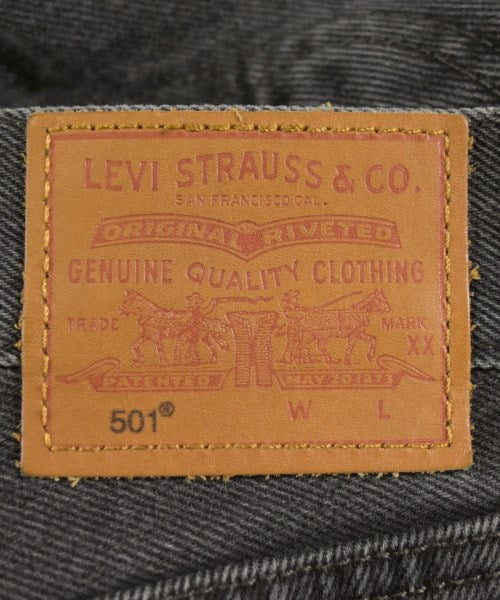 LEVI STRAUSS & CO.
SAN FRANCISCO CAL.
ORIGINAL RIVETED
GENUINE QUALITY CLOTHING
TRADE MARK
XX
PATENTED MAY 20 1873
501® W L